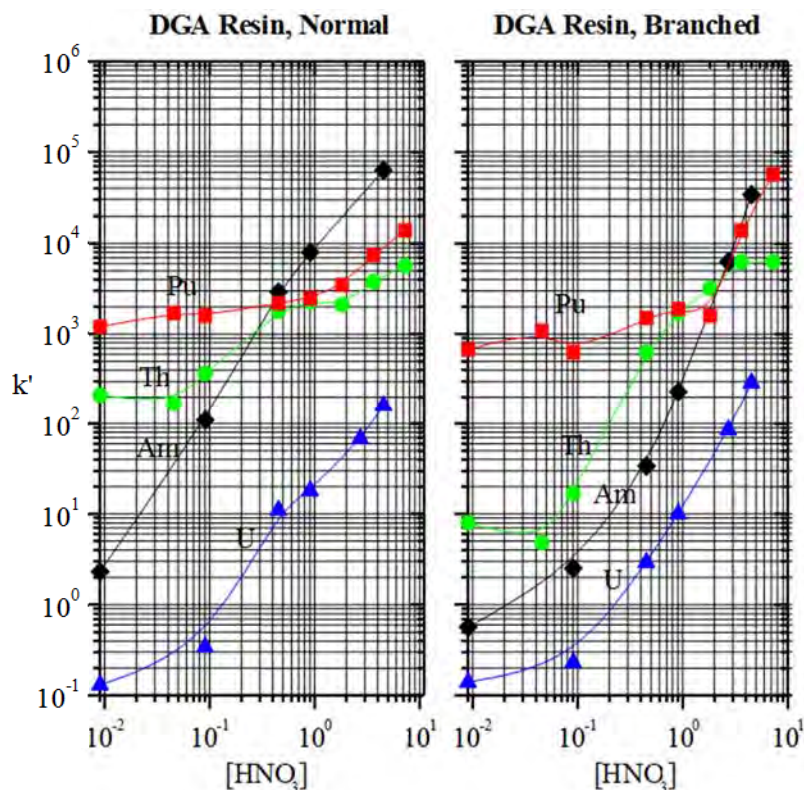 DGA Resin, Normal
DGA Resin, Branched
10^6
10^5
10^4
10^3
10^2
10^1
10^0
10^-1
k'
Pu
Th
Am
U
Pu
Th
Am
U
10^-2 10^-1 10^0 10^1
10^-2 10^-1 10^0 10^1
[HNO3]
[HNO3]